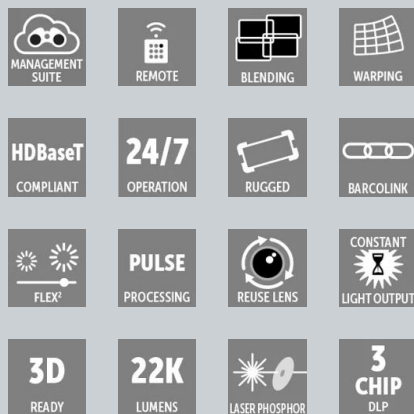 MANAGEMENT
SUITE
REMOTE
BLENDING
WARPING
HDBaseT
COMPLIANT
24/7
OPERATION
RUGGED
BARCOLINK
FLEX²
PULSE
PROCESSING
REUSE LENS
CONSTANT
LIGHT OUTPUT
3D
READY
22K
LUMENS
LASER PHOSPHOR
3
CHIP
DLP